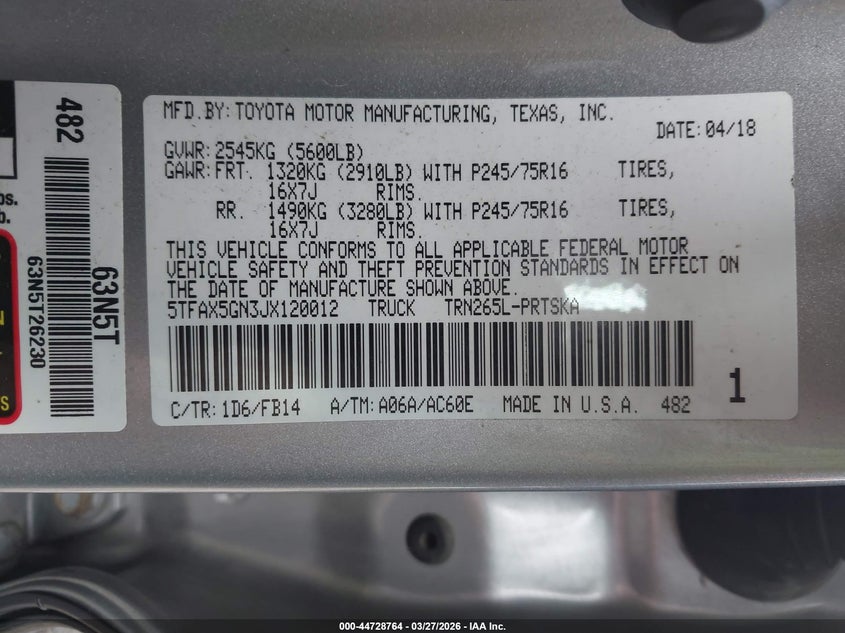 MFD.BY:TOYOTA MOTOR MANUFACTURING, TEXAS, INC.
DATE:04/18
GVWR:2545KG (5600LB)
GAWR:FRT. 1320KG (2910LB) WITH P245/75R16 TIRES,
16X7J RIMS.
RR. 1490KG (3280LB) WITH P245/75R16 TIRES,
16X7J RIMS.
THIS VEHICLE CONFORMS TO ALL APPLICABLE FEDERAL MOTOR
VEHICLE SAFETY AND THEFT PREVENTION STANDARDS IN EFFECT ON
THE DATE OF MANUFACTURE SHOWN ABOVE.
5TFAX5GN3JX120012 TRUCK TRN265L-PRTSKA
C/TR:1D6/FB14 A/TM:A06A/AC60E MADE IN U.S.A. 482
1
482
63N5T
63N5T26230
bs.
b.
N
S
000-44728764 - 03/27/2026 - IAA Inc.